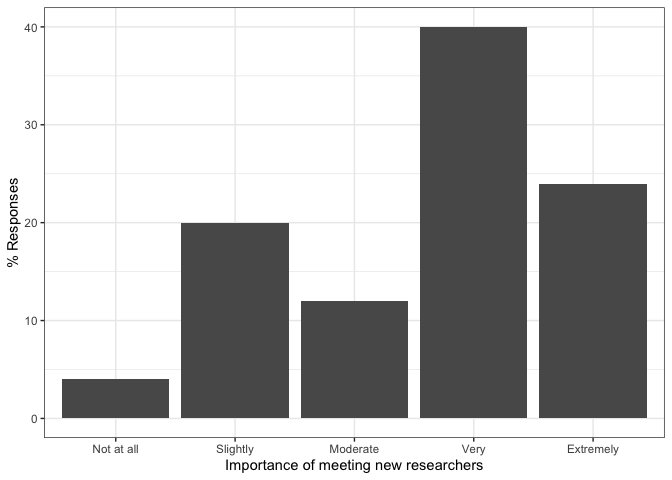 % Responses
40
30
20
10
0
Not at all
Slightly
Moderate
Very
Extremely
Importance of meeting new researchers